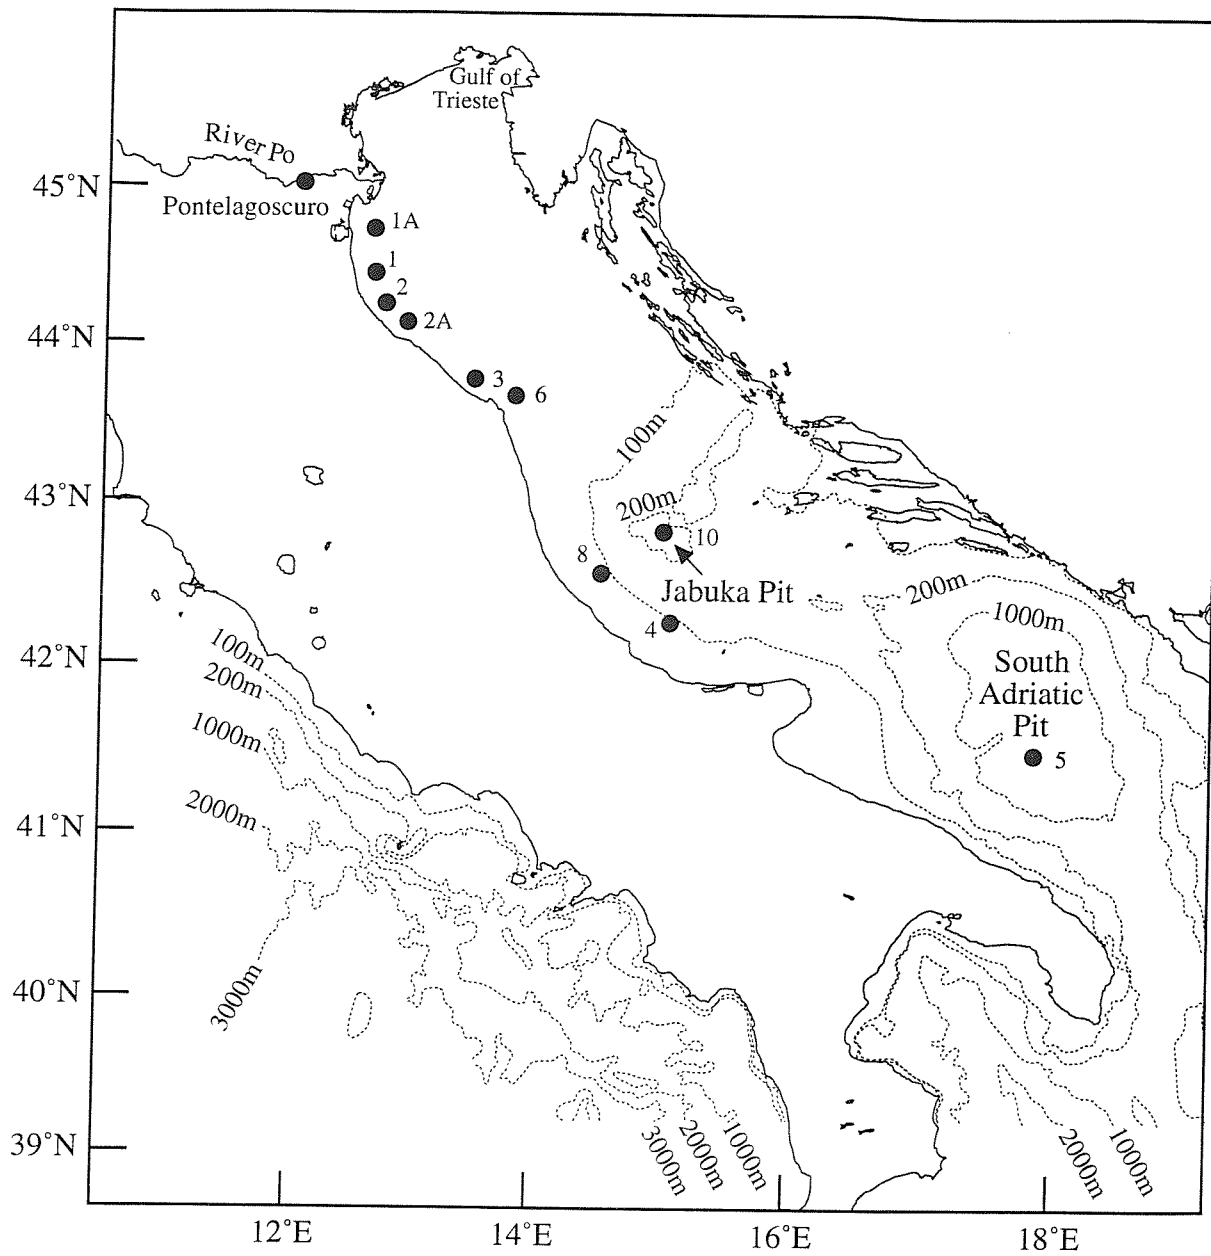 Gulf of
Trieste
River Po
45°N
Pontelagoscuro
1A
1
2
2A
44°N
3
6
100m
43°N
200m
10
8
Jabuka Pit
200m
4
1000m
100m
42°N
200m
South
Adriatic
Pit
1000m
5
2000m
41°N
3000m
40°N
39°N
3000m
2000m
1000m
2000m
1000m
12°E
14°E
16°E
18°E